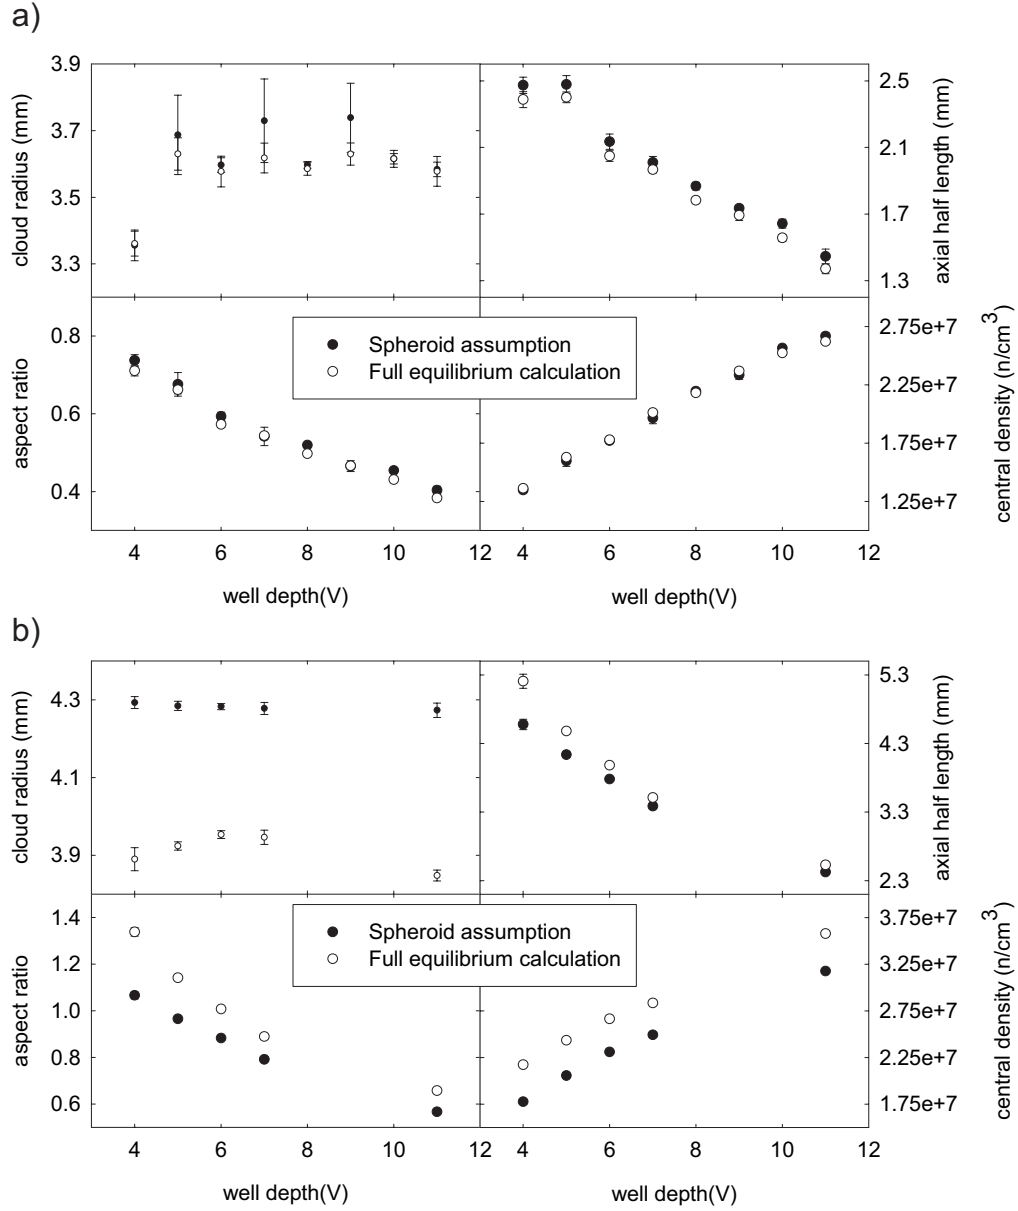 a)
3.9
3.7
3.5
3.3
cloud radius (mm)
2.5
2.1
1.7
1.3
axial half length (mm)
0.8
0.6
0.4
aspect ratio
Spheroid assumption
Full equilibrium calculation
2.75e+7
2.25e+7
1.75e+7
1.25e+7
central density (n/cm³)
4 6 8 10 12 4 6 8 10 12
well depth(V) well depth(V)
b)
4.3
4.1
3.9
cloud radius (mm)
5.3
4.3
3.3
2.3
axial half length (mm)
1.4
1.2
1.0
0.8
0.6
aspect ratio
Spheroid assumption
Full equilibrium calculation
3.75e+7
3.25e+7
2.75e+7
2.25e+7
1.75e+7
central density (n/cm³)
4 6 8 10 12 4 6 8 10 12
well depth(V) well depth(V)